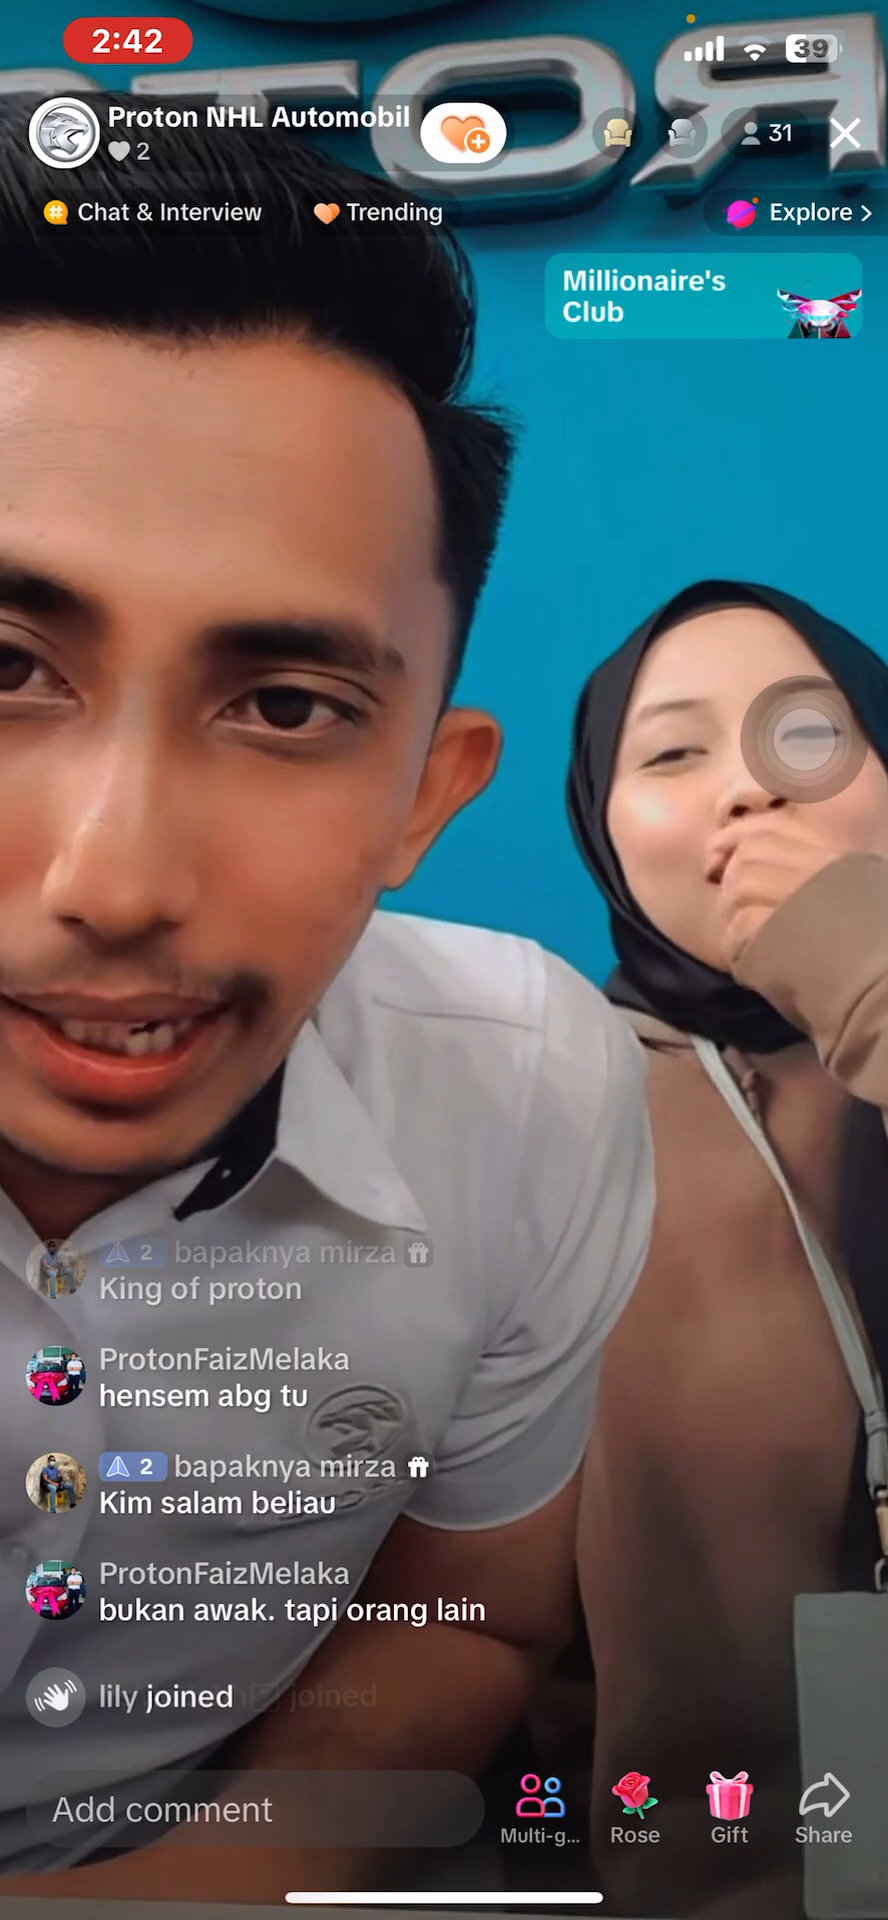 2:42
39
Proton NHL Automobil
2
31
Chat & Interview
Trending
Explore >
Millionaire's
Club
2 bapaknya mirza
King of proton
ProtonFaizMelaka
hensem abg tu
2 bapaknya mirza
Kim salam beliau
ProtonFaizMelaka
bukan awak. tapi orang lain
lily joined
joined
Add comment
Multi-g...
Rose
Gift
Share